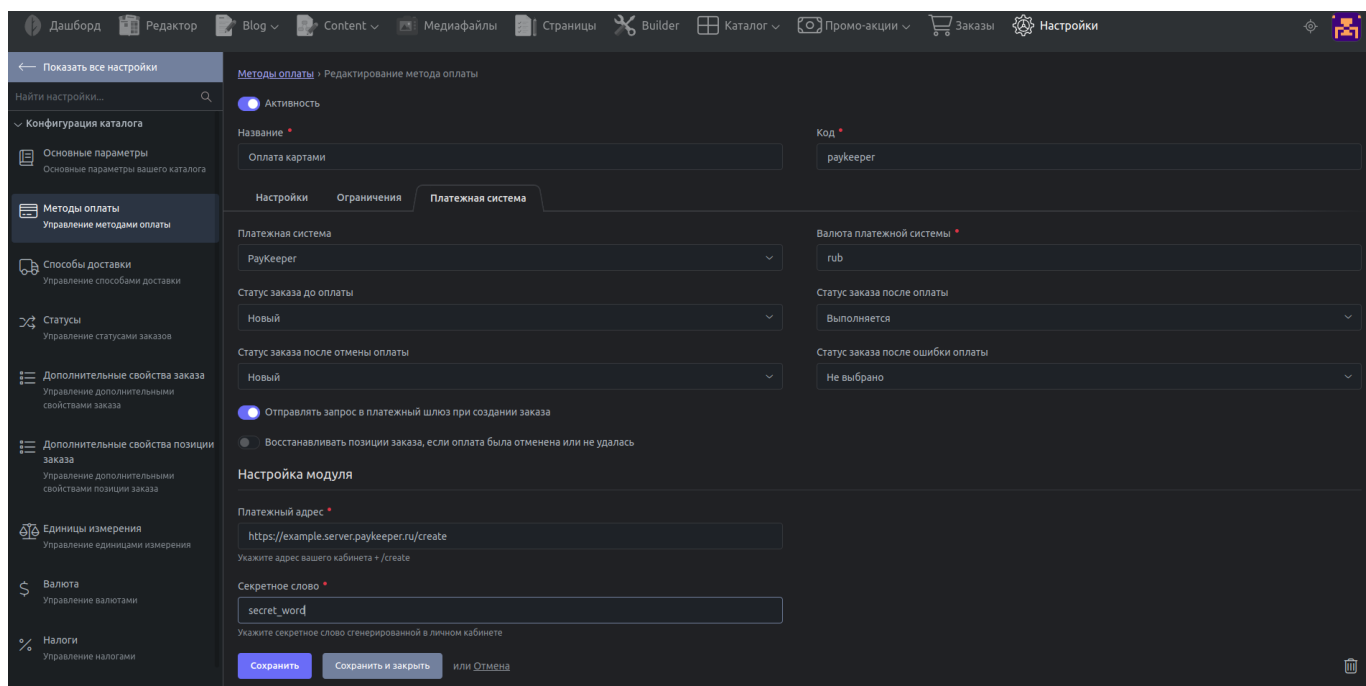 Дашборд Редактор Blog Content Медиафайлы Страницы Builder Каталог Промо-акции Заказы Настройки
Показать все настройки
Найти настройки...
Конфигурация каталога
Основные параметры
Основные параметры вашего каталога
Методы оплаты
Управление методами оплаты
Способы доставки
Управление способами доставки
Статусы
Управление статусами заказов
Дополнительные свойства заказа
Управление дополнительными
свойствами заказа
Дополнительные свойства позиции
заказа
Управление дополнительными
свойствами позиции заказа
Единицы измерения
Управление единицами измерения
Валюта
Управление валютами
Налоги
Управление налогами
Методы оплаты › Редактирование метода оплаты
Активность
Название * Код *
Оплата картами paykeeper
Настройки Ограничения Платежная система
Платежная система Валюта платежной системы *
PayKeeper rub
Статус заказа до оплаты Статус заказа после оплаты
Новый Выполняется
Статус заказа после отмены оплаты Статус заказа после ошибки оплаты
Новый Не выбрано
Отправлять запрос в платежный шлюз при создании заказа
Восстанавливать позиции заказа, если оплата была отменена или не удалась
Настройка модуля
Платежный адрес *
https://example.server.paykeeper.ru/create
Укажите адрес вашего кабинета + /create
Секретное слово *
secret_word
Укажите секретное слово сгенерированной в личном кабинете
Сохранить Сохранить и закрыть или Отмена